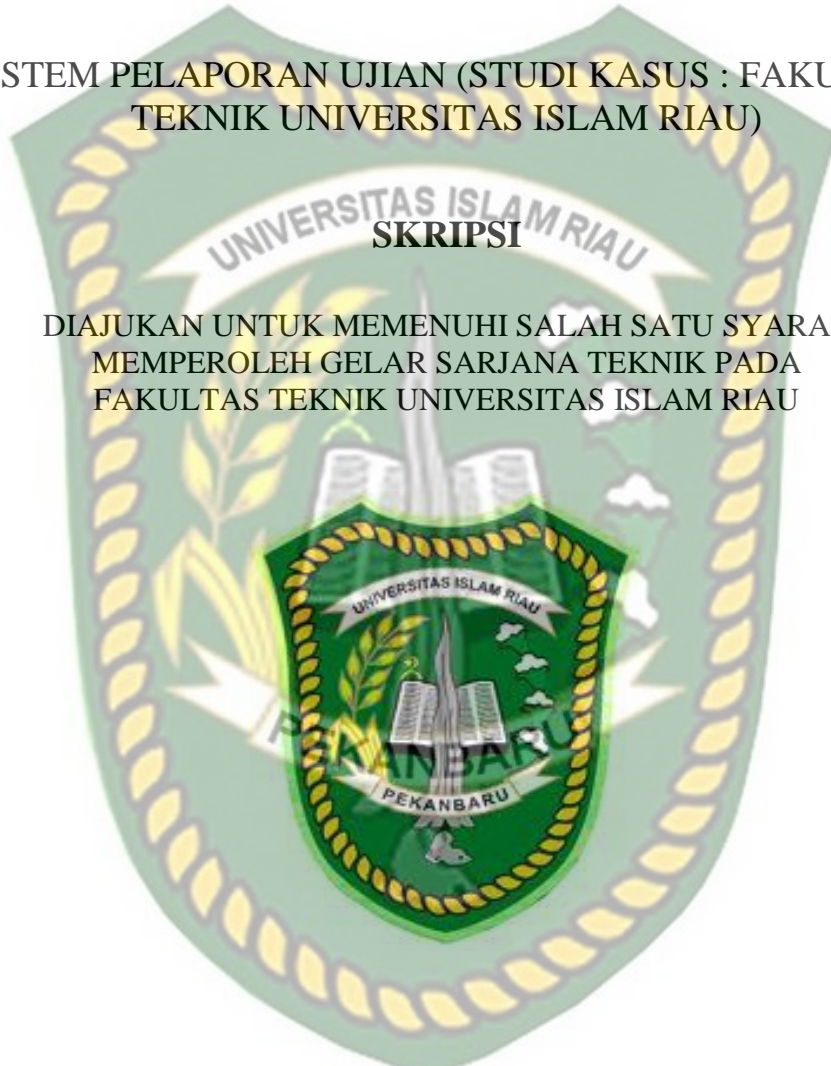 STEM PELAPORAN UJIAN (STUDI KASUS : FAKU
TEKNIK UNIVERSITAS ISLAM RIAU)
UNIVERSITAS ISLAM RIAU
SKRIPSI
DIAJUKAN UNTUK MEMENUHI SALAH SATU SYARA
MEMPEROLEH GELAR SARJANA TEKNIK PADA
FAKULTAS TEKNIK UNIVERSITAS ISLAM RIAU
UNIVERSITAS ISLAM RIAU
PEKANBARU
PEKANBARU